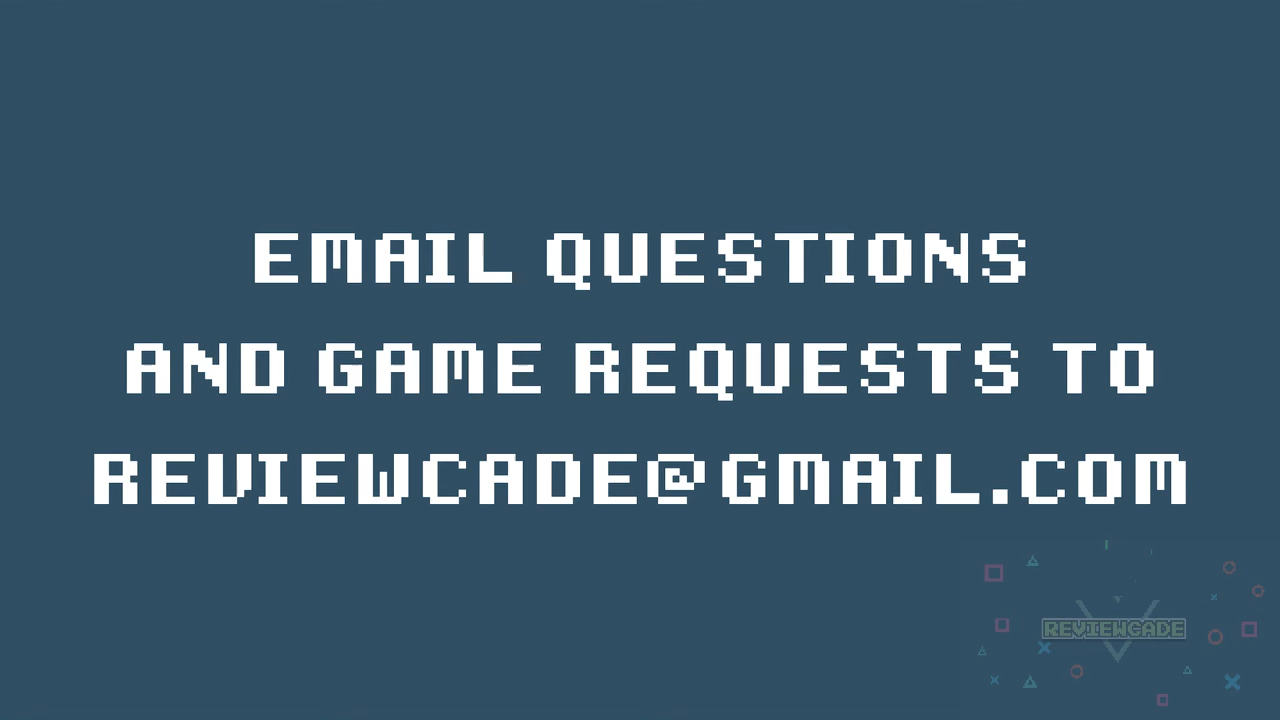 EMAIL QUESTIONS
AND GAME REQUESTS TO
REVIEWCADE@GMAIL.COM
REVIEWCADE